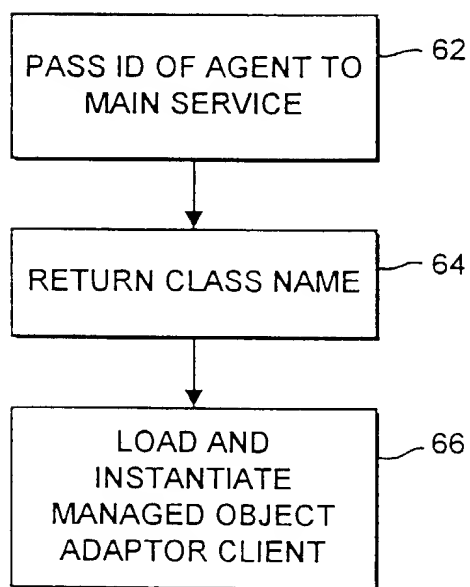 PASS ID OF AGENT TO
MAIN SERVICE
62
RETURN CLASS NAME
64
LOAD AND
INSTANTIATE
MANAGED OBJECT
ADAPTOR CLIENT
66